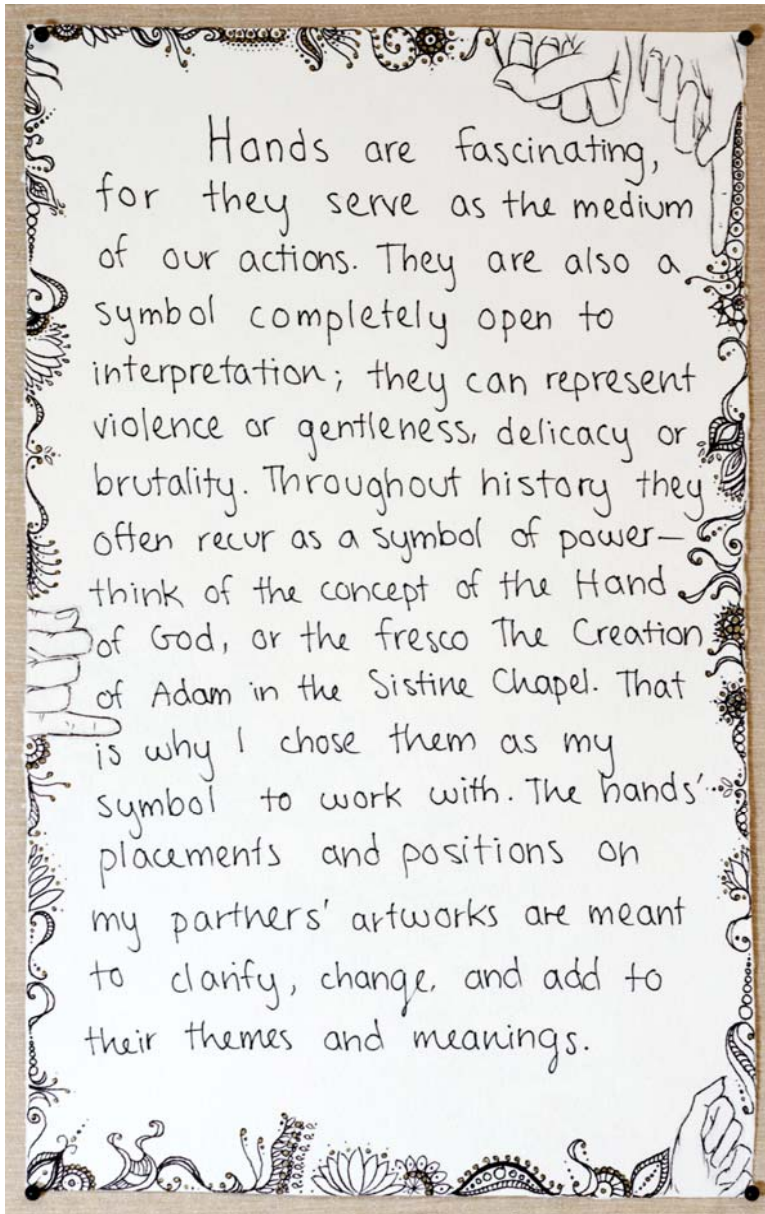 Hands are fascinating,
for they serve as the medium
of our actions. They are also a
symbol completely open to
interpretation; they can represent
violence or gentleness, delicacy or
brutality. Throughout history they
often recur as a symbol of power—
think of the concept of the Hand
of God, or the fresco The Creation
of Adam in the Sistine Chapel. That
is why I chose them as my
symbol to work with. The hands'
placements and positions on
my partners' artworks are meant
to clarify, change, and add to
their themes and meanings.